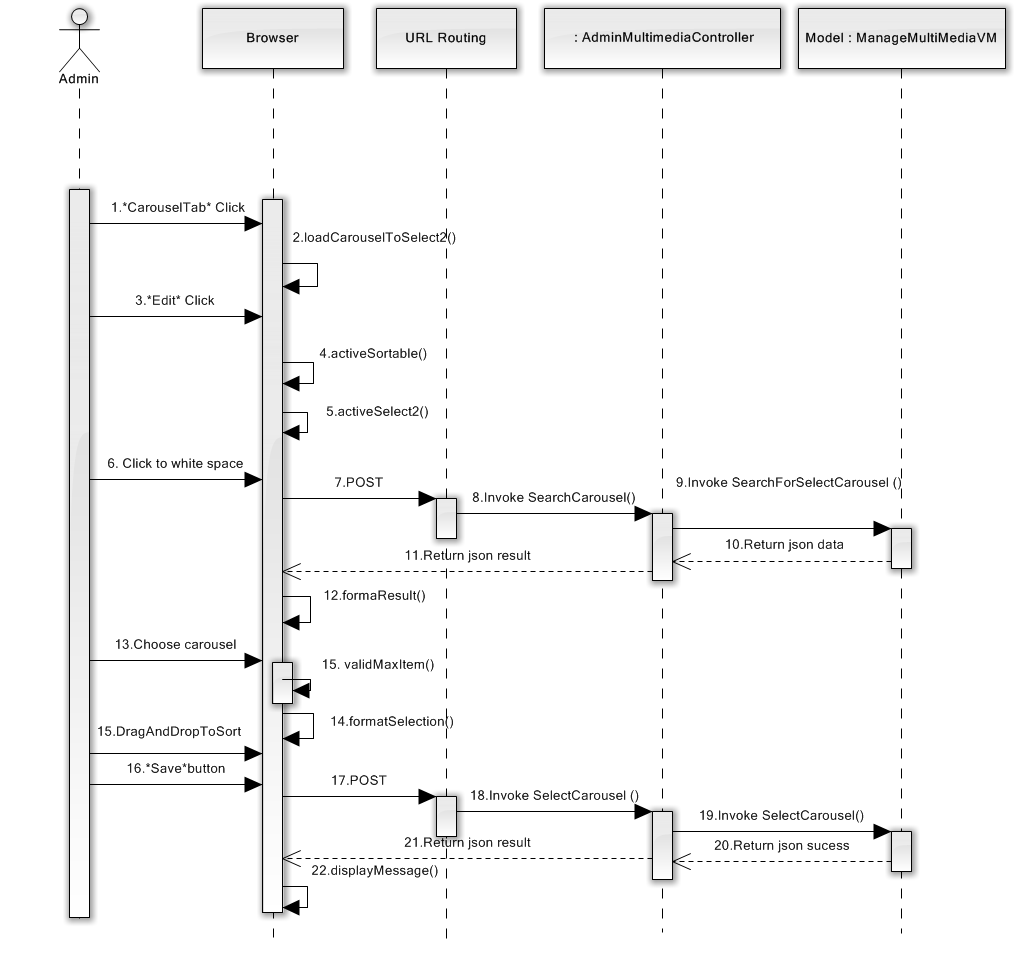 Admin
Browser
URL Routing
: AdminMultimediaController
Model : ManageMultiMediaVM
1.*CarouselTab* Click
2.loadCarouselToSelect2()
3.*Edit* Click
4.activeSortable()
5.activeSelect2()
6. Click to white space
7.POST
8.Invoke SearchCarousel()
9.Invoke SearchForSelectCarousel ()
10.Return json data
11.Return json result
12.formaResult()
13.Choose carousel
15. validMaxItem()
14.formatSelection()
15.DragAndDropToSort
16.*Save*button
17.POST
18.Invoke SelectCarousel ()
19.Invoke SelectCarousel()
20.Return json sucess
21.Return json result
22.displayMessage()